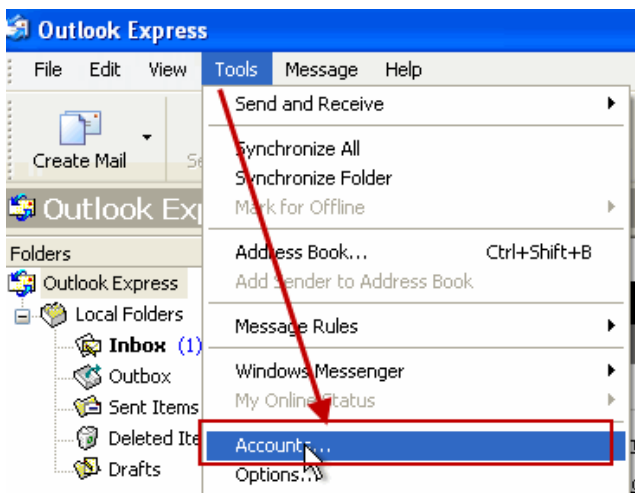 Outlook Express
File Edit View Tools Message Help
Send and Receive
Create Mail
Synchronize All
Synchronize Folder
Mark for Offline
Outlook Exp
Folders
Address Book... Ctrl+Shift+B
Outlook Express
Add Sender to Address Book
Local Folders
Message Rules
Inbox (1)
Windows Messenger
Outbox
My Online Status
Sent Items
Deleted Ite
Accounts...
Drafts
Options...